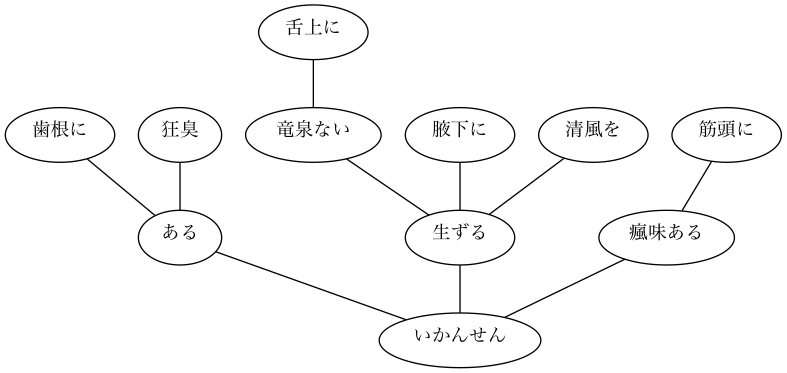 舌上に
歯根に
狂臭
竜泉ない
腋下に
清風を
筋頭に
ある
生ずる
瘋味ある
いかんせん